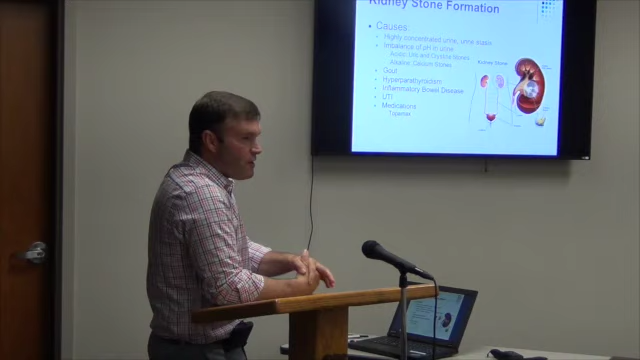 Kidney Stone Formation
Causes:
Highly concentrated urine, urine stasis
Imbalance of pH in urine
Acidic: Uric and Cystine Stones
Alkaline: Calcium Stones
Gout
Hyperparathyroidism
Inflammatory Bowel Disease
UTI
Medications
Topamax
Kidney Stone